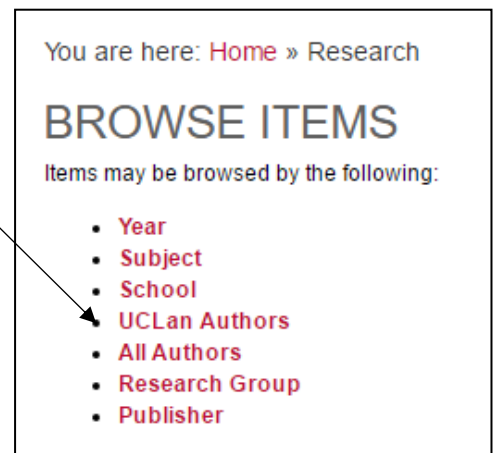 You are here: Home » Research
BROWSE ITEMS
Items may be browsed by the following:
• Year
• Subject
• School
• UCLan Authors
• All Authors
• Research Group
• Publisher